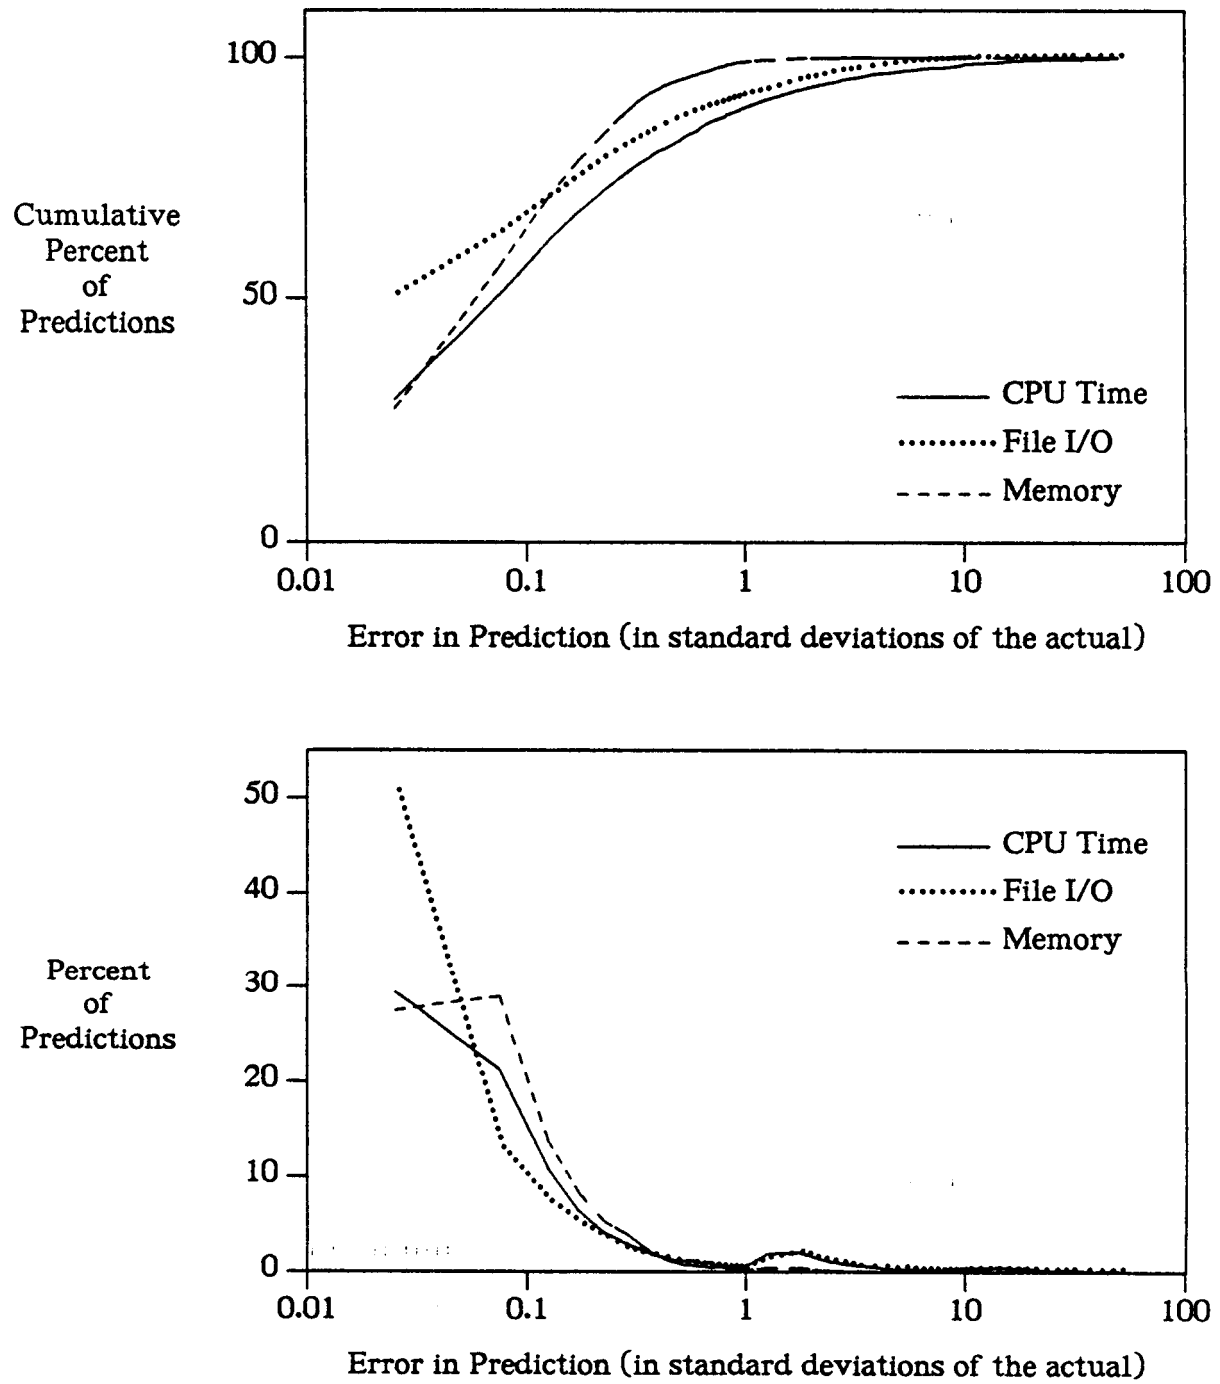 100
50
0
Cumulative
Percent
of
Predictions
CPU Time
File I/O
Memory
0.01 0.1 1 10 100
Error in Prediction (in standard deviations of the actual)
50
40
30
20
10
0
Percent
of
Predictions
CPU Time
File I/O
Memory
0.01 0.1 1 10 100
Error in Prediction (in standard deviations of the actual)